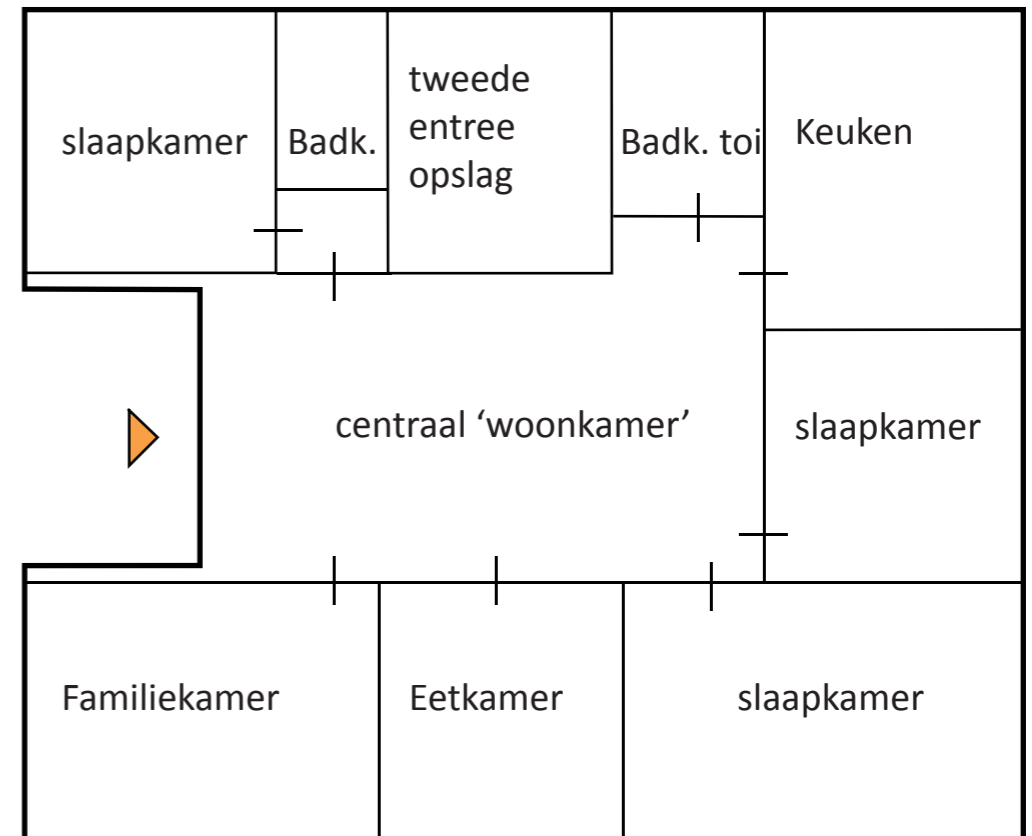 slaapkamer
Badk.
tweede
entree
opslag
Badk. toi
Keuken
centraal ‘woonkamer’
slaapkamer
Familiekamer
Eetkamer
slaapkamer